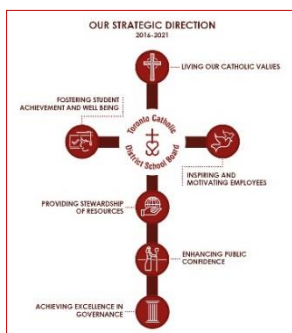 OUR STRATEGIC DIRECTION
2016-2021
LIVING OUR CATHOLIC VALUES
FOSTERING STUDENT
ACHIEVEMENT AND WELL BEING
Toronto Catholic
District School Board
INSPIRING AND
MOTIVATING EMPLOYEES
PROVIDING STEWARDSHIP
OF RESOURCES
ENHANCING PUBLIC
CONFIDENCE
ACHIEVING EXCELLENCE IN
GOVERNANCE